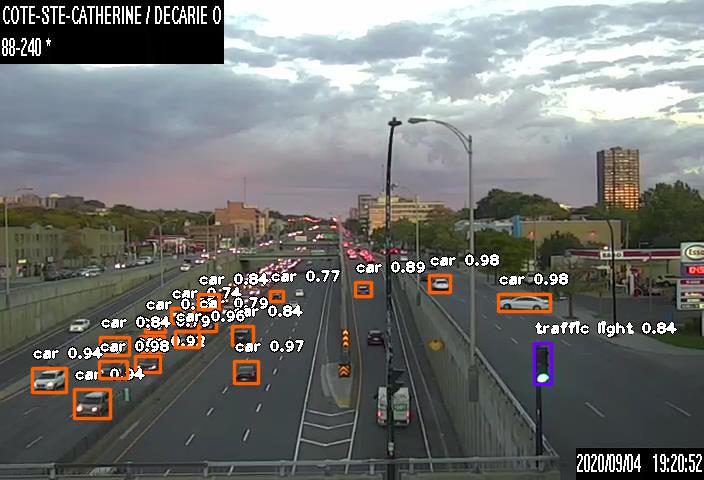 COTE-STE-CATHERINE / DECARIE O
88-240 *
car 0.84
car 0.77
car 0.89
car 0.98
car 0.98
car 0.74
0.79
car 0.96
0.84
car 0.84
traffic light 0.84
car 0.94
car 0.98
car 0.97
Esso
2020/09/04 19:20:52